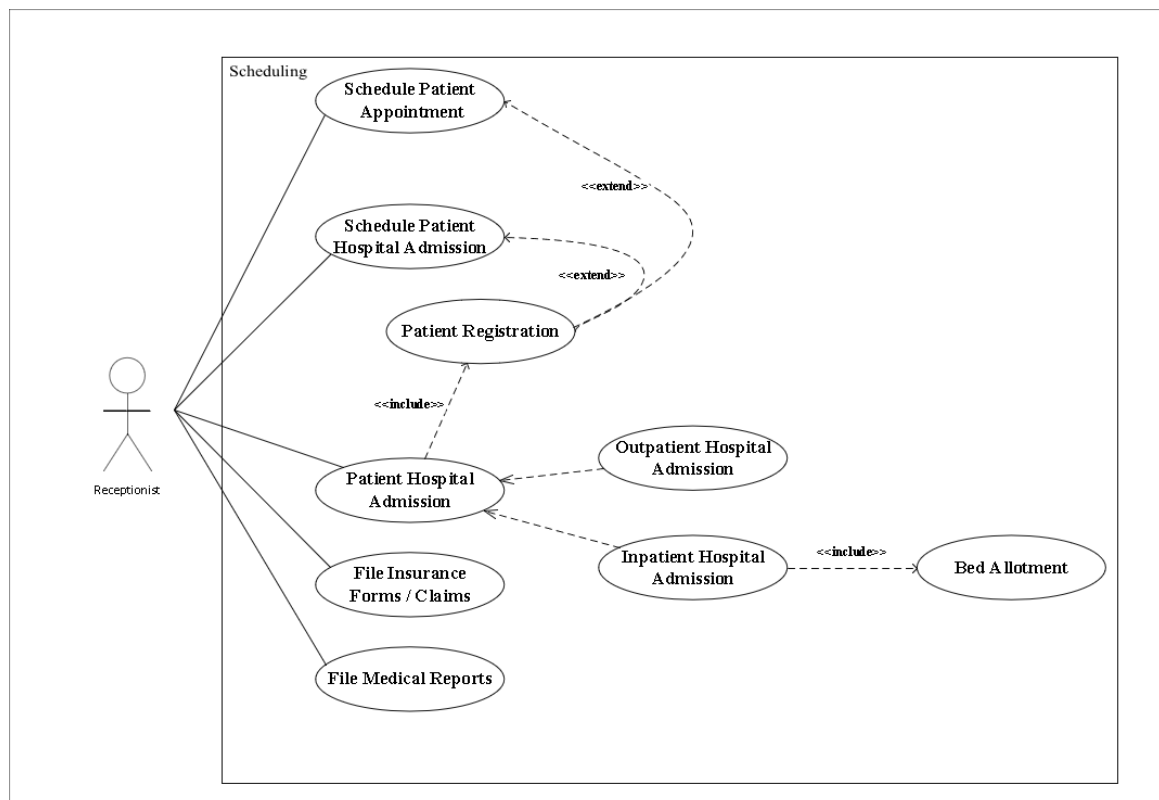 Scheduling
Schedule Patient
Appointment
<<extend>>
Schedule Patient
Hospital Admission
<<extend>>
Patient Registration
<<include>>
Outpatient Hospital
Admission
Patient Hospital
Admission
Receptionist
Inpatient Hospital
Admission
<<include>>
Bed Allotment
File Insurance
Forms / Claims
File Medical Reports